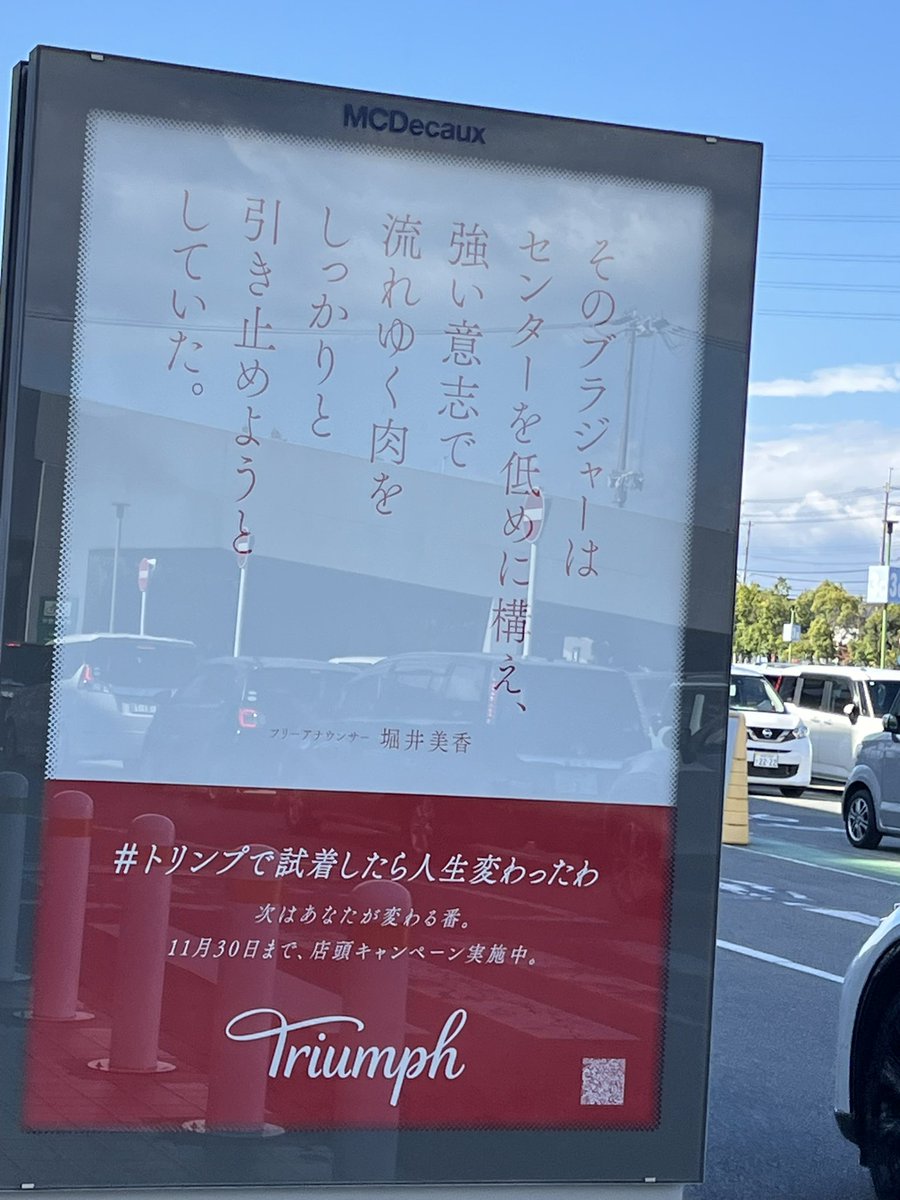 MCDecaux
そのブラジャーは
センターを低めに構え、
強い意志で
流れゆく肉を
しっかりと
引き止めようと
していた。
フリーアナウンサー 堀井美香
#トリンプで試着したら人生変わったわ
次はあなたが変わる番。
11月30日まで、店頭キャンペーン実施中。
Triumph